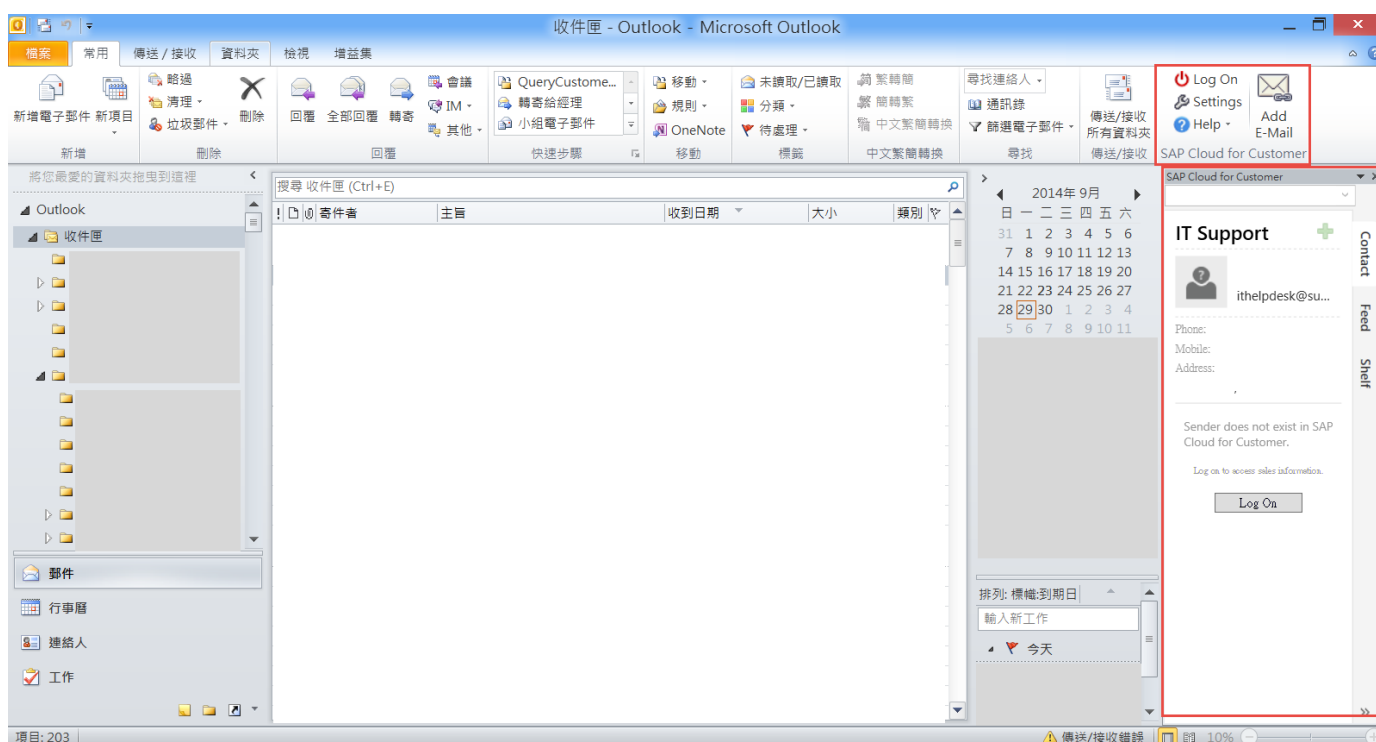 收件匣 - Outlook - Microsoft Outlook
檔案 常用 傳送 / 接收 資料夾 檢視 增益集
新增電子郵件 新項目
新增
略過
清理
垃圾郵件
刪除
刪除
回覆 全部回覆 轉寄
會議
IM
其他
回覆
QueryCustome...
轉寄給經理
小組電子郵件
快速步驟
移動
規則
OneNote
移動
未讀取/已讀取
分類
待處理
標籤
繁轉簡
簡轉繁
中文繁簡轉換
中文繁簡轉換
尋找連絡人
通訊錄
篩選電子郵件
尋找
傳送/接收
所有資料夾
傳送/接收
Log On
Settings
Help
Add
E-Mail
SAP Cloud for Customer
將您最愛的資料夾拖曳到這裡
Outlook
收件匣
郵件
行事曆
連絡人
工作
搜尋 收件匣 (Ctrl+E)
寄件者 主旨 收到日期 大小 類別
2014年 9月
日 一 二 三 四 五 六
31 1 2 3 4 5 6
7 8 9 10 11 12 13
14 15 16 17 18 19 20
21 22 23 24 25 26 27
28 29 30 1 2 3 4
5 6 7 8 9 10 11
排列: 標幟:到期日
輸入新工作
今天
SAP Cloud for Customer
IT Support
ithelpdesk@su...
Phone:
Mobile:
Address:
,
Sender does not exist in SAP
Cloud for Customer.
Log on to access sales information.
Log On
Contact
Feed
Shelf
項目: 203
傳送/接收錯誤
10%